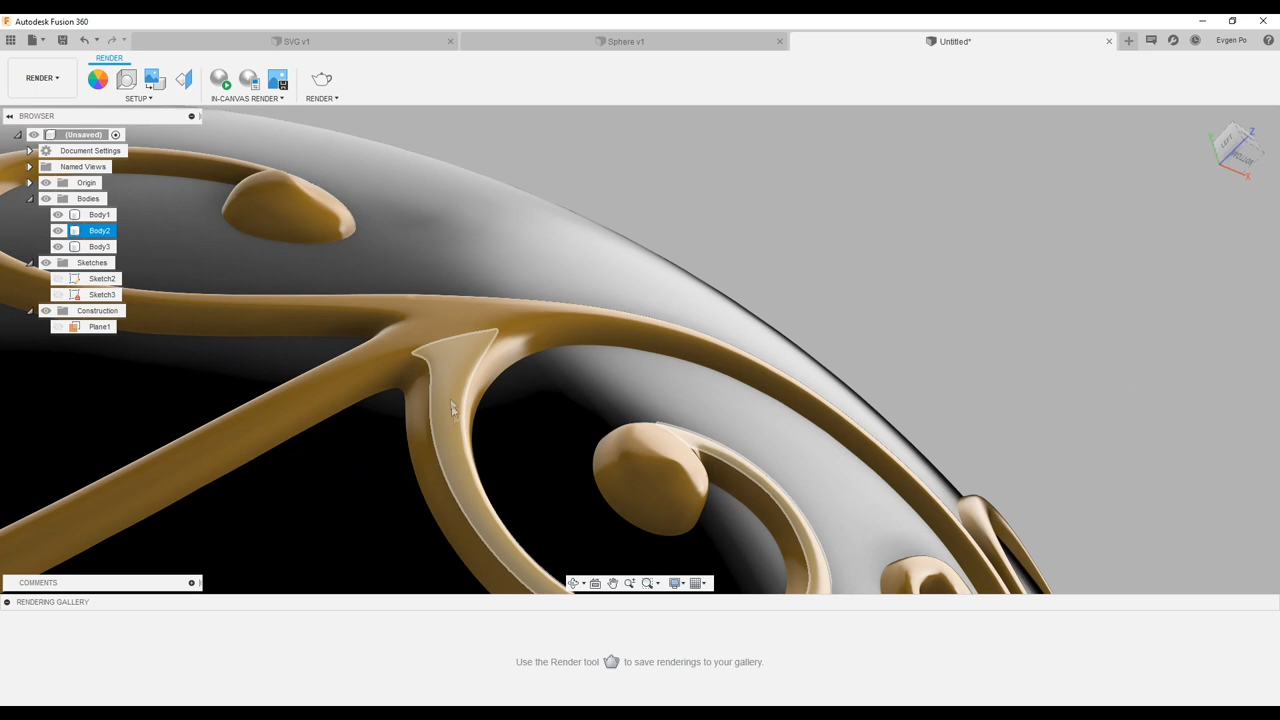 Autodesk Fusion 360
SVG v1
Sphere v1
Untitled*
Evgen Po
RENDER
RENDER
SETUP
IN-CANVAS RENDER
RENDER
BROWSER
(Unsaved)
Document Settings
Named Views
Origin
Bodies
Body1
Body2
Body3
Sketches
Sketch2
Sketch3
Construction
Plane1
Z
Y
LEFT
BOTTOM
X
COMMENTS
RENDERING GALLERY
Use the Render tool to save renderings to your gallery.